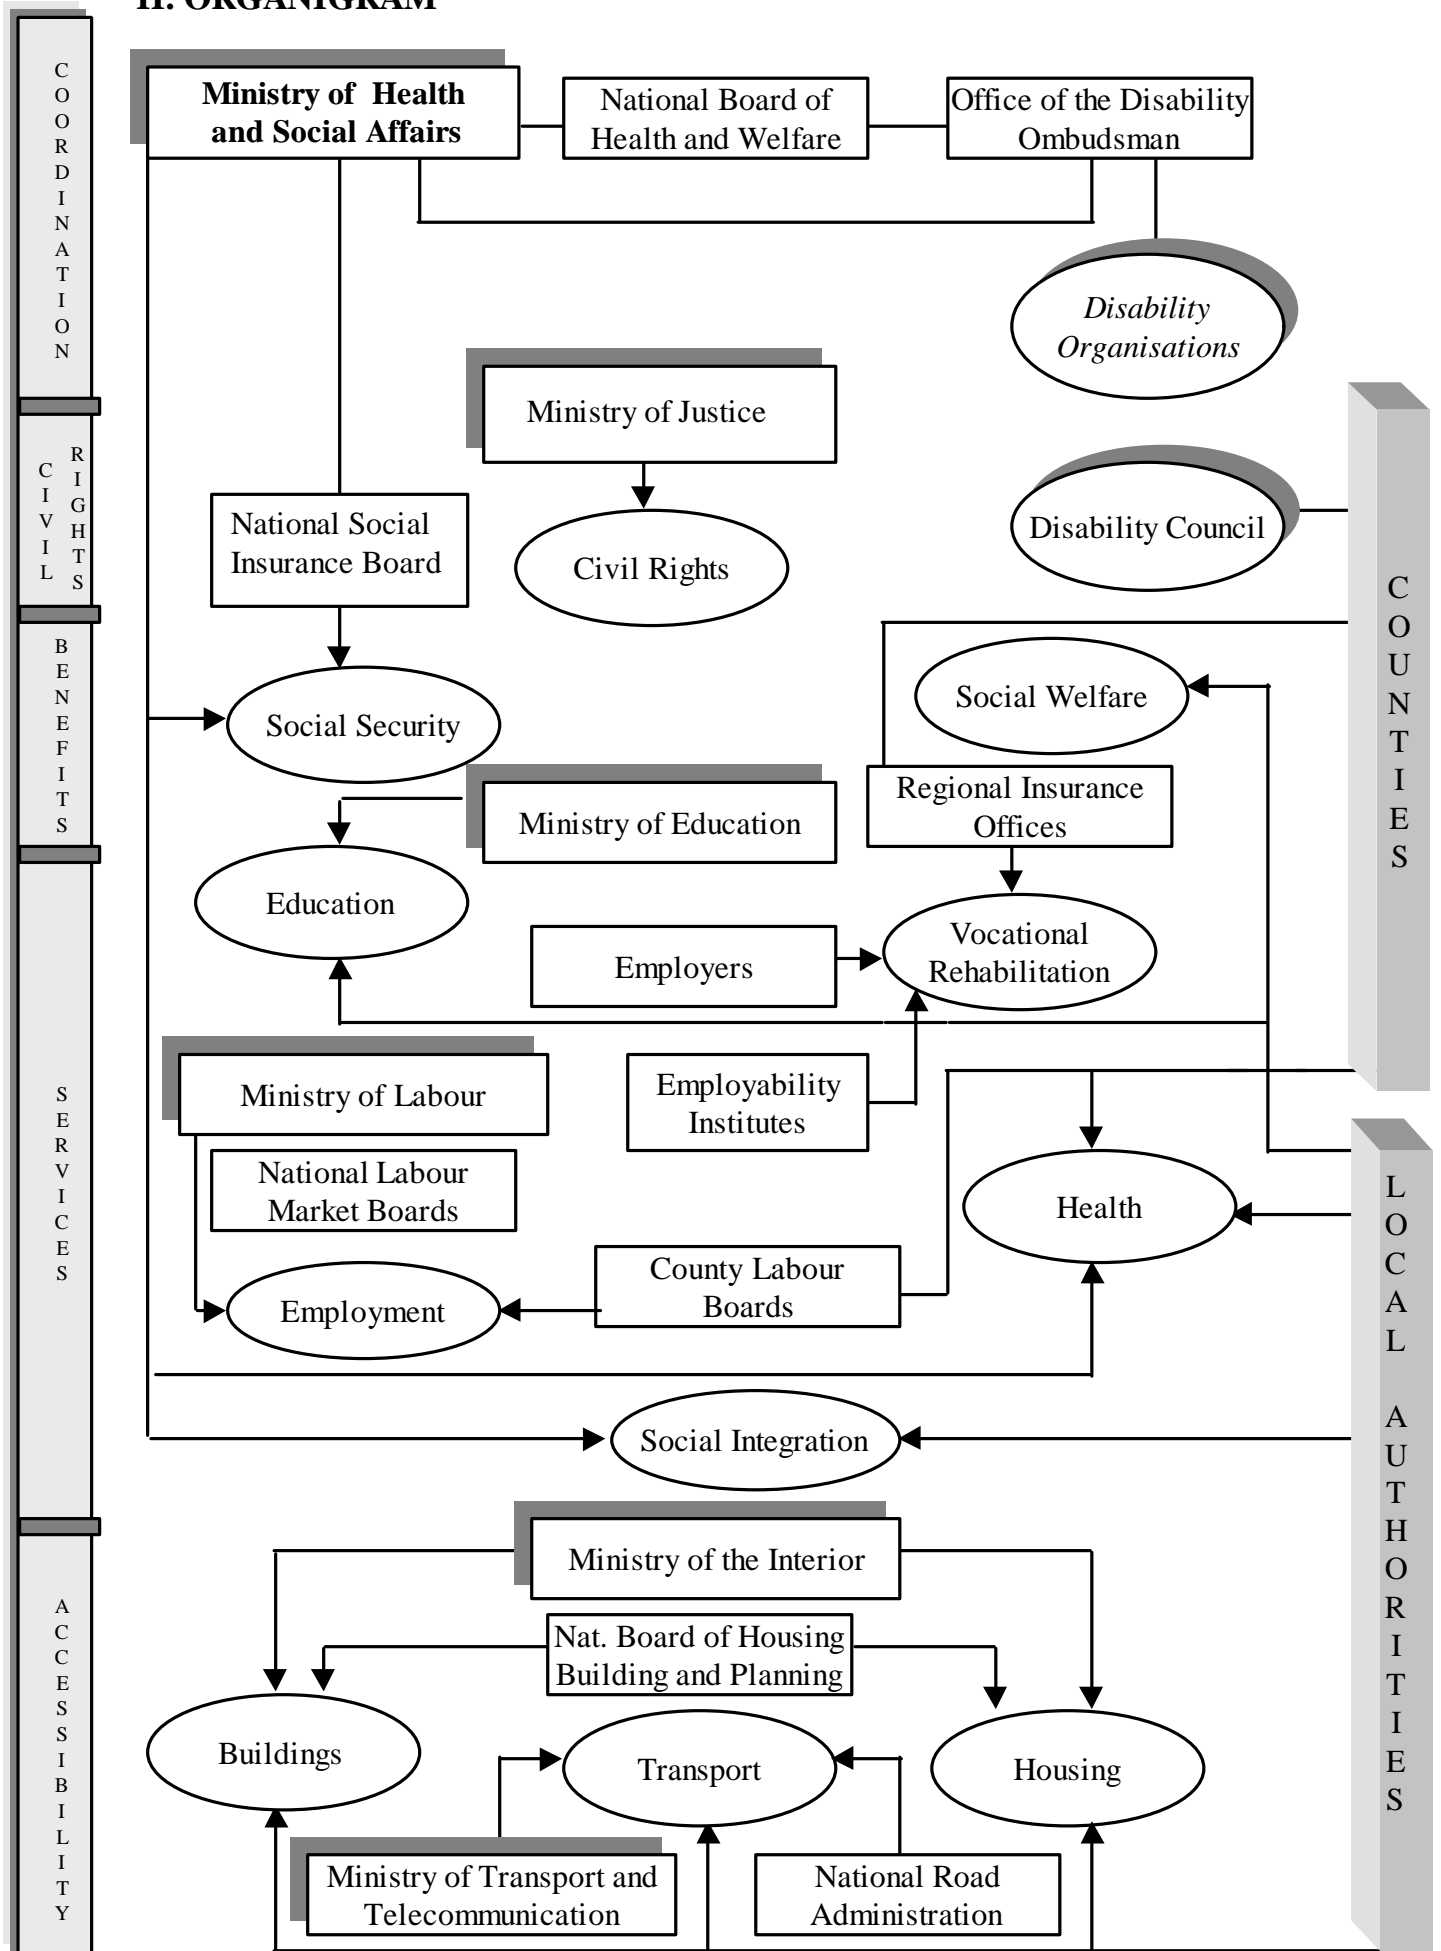 II. ORGANIGRAM
COORDINATION
CIVIL
RIGHTS
BENEFITS
SERVICES
ACCESSIBILITY
Ministry of Health
and Social Affairs
National Board of
Health and Welfare
Office of the Disability
Ombudsman
Disability
Organisations
Ministry of Justice
National Social
Insurance Board
Civil Rights
Disability Council
Social Security
Social Welfare
Ministry of Education
Regional Insurance
Offices
Education
Employers
Vocational
Rehabilitation
Ministry of Labour
Employability
Institutes
National Labour
Market Boards
Health
County Labour
Boards
Employment
Social Integration
Ministry of the Interior
Nat. Board of Housing
Building and Planning
Buildings
Transport
Housing
Ministry of Transport and
Telecommunication
National Road
Administration
COUNTIES
LOCAL AUTHORITIES